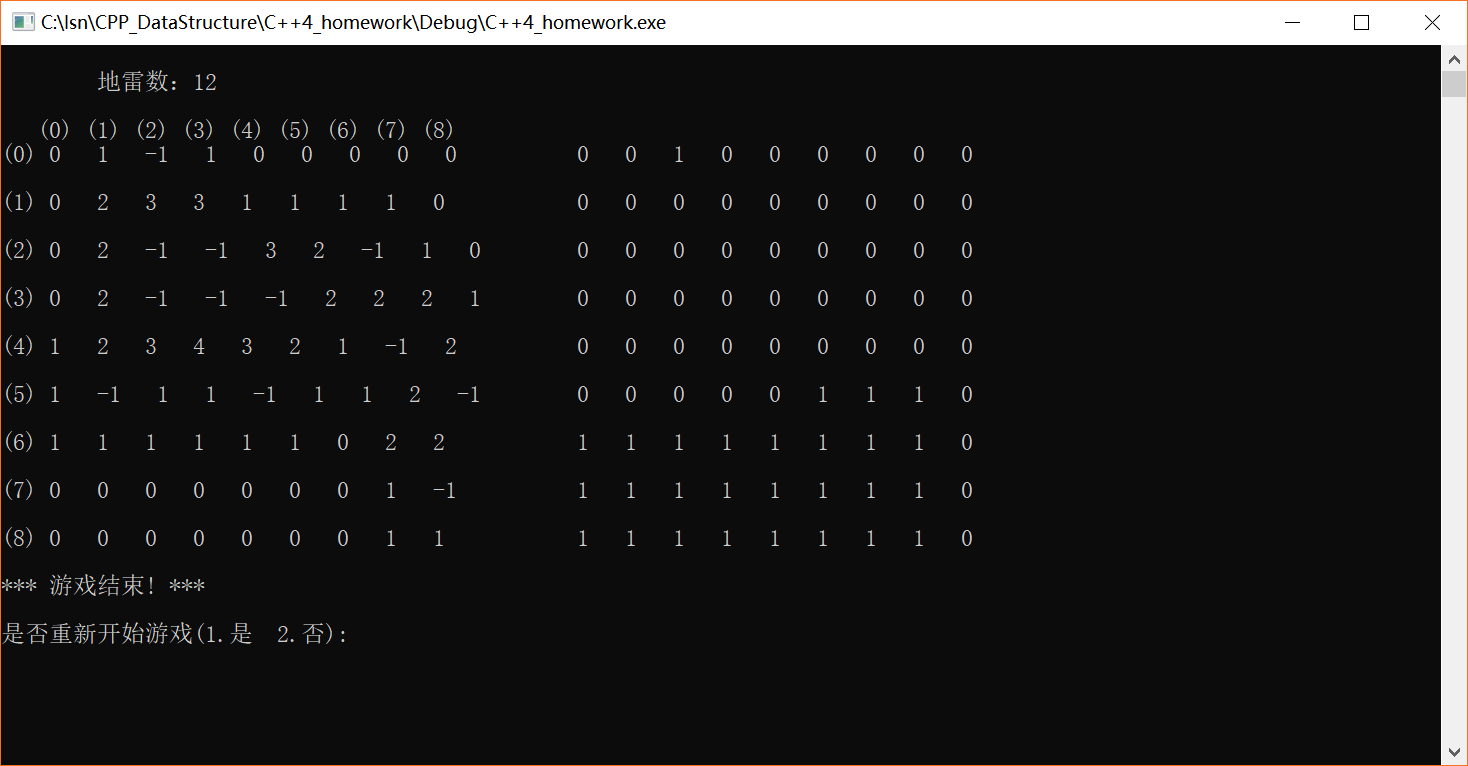 C:\lsn\CPP_DataStructure\C++4_homework\Debug\C++4_homework.exe
地雷数：12
(0) (1) (2) (3) (4) (5) (6) (7) (8)
(0) 0 1 -1 1 0 0 0 0 0 0 0 1 0 0 0 0 0 0
(1) 0 2 3 3 1 1 1 1 0 0 0 0 0 0 0 0 0 0
(2) 0 2 -1 -1 3 2 -1 1 0 0 0 0 0 0 0 0 0 0
(3) 0 2 -1 -1 -1 2 2 2 1 0 0 0 0 0 0 0 0 0
(4) 1 2 3 4 3 2 1 -1 2 0 0 0 0 0 0 0 0 0
(5) 1 -1 1 1 -1 1 1 2 -1 0 0 0 0 0 1 1 1 0
(6) 1 1 1 1 1 1 0 2 2 1 1 1 1 1 1 1 1 0
(7) 0 0 0 0 0 0 0 1 -1 1 1 1 1 1 1 1 1 0
(8) 0 0 0 0 0 0 0 1 1 1 1 1 1 1 1 1 1 0
*** 游戏结束! ***
是否重新开始游戏(1.是 2.否):